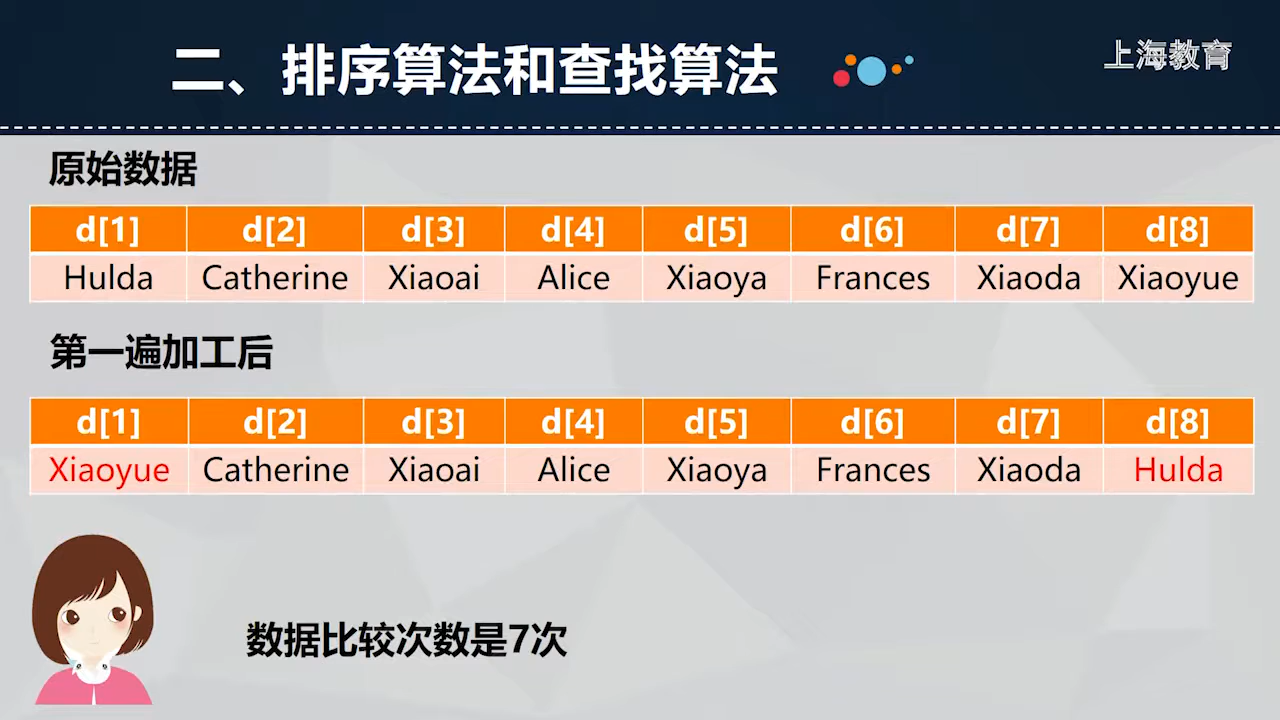 二、排序算法和查找算法
上海教育
原始数据
d[1] d[2] d[3] d[4] d[5] d[6] d[7] d[8]
Hulda Catherine Xiaoai Alice Xiaoya Frances Xiaoda Xiaoyue
第一遍加工后
d[1] d[2] d[3] d[4] d[5] d[6] d[7] d[8]
Xiaoyue Catherine Xiaoai Alice Xiaoya Frances Xiaoda Hulda
数据比较次数是7次